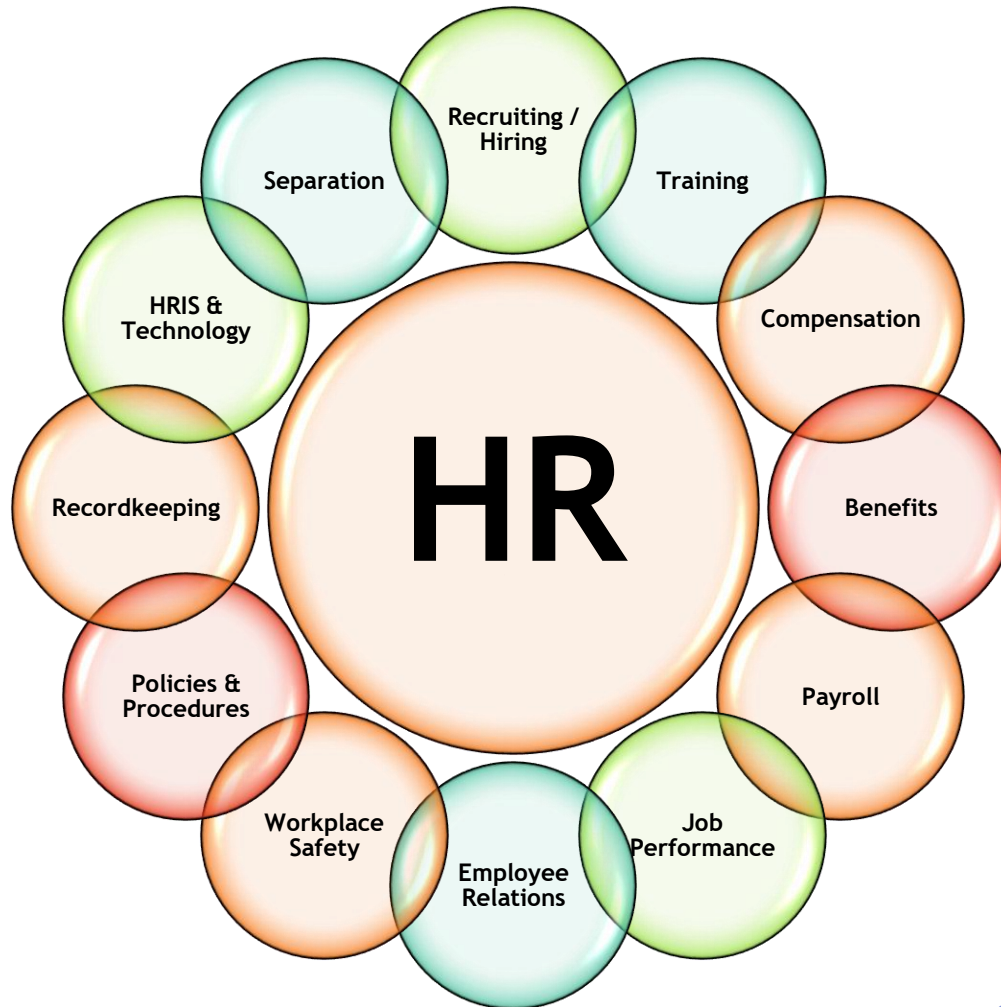 Recruiting /
Hiring
Training
Compensation
Benefits
Payroll
Job
Performance
Employee
Relations
Workplace
Safety
Policies &
Procedures
Recordkeeping
HRIS &
Technology
Separation
HR